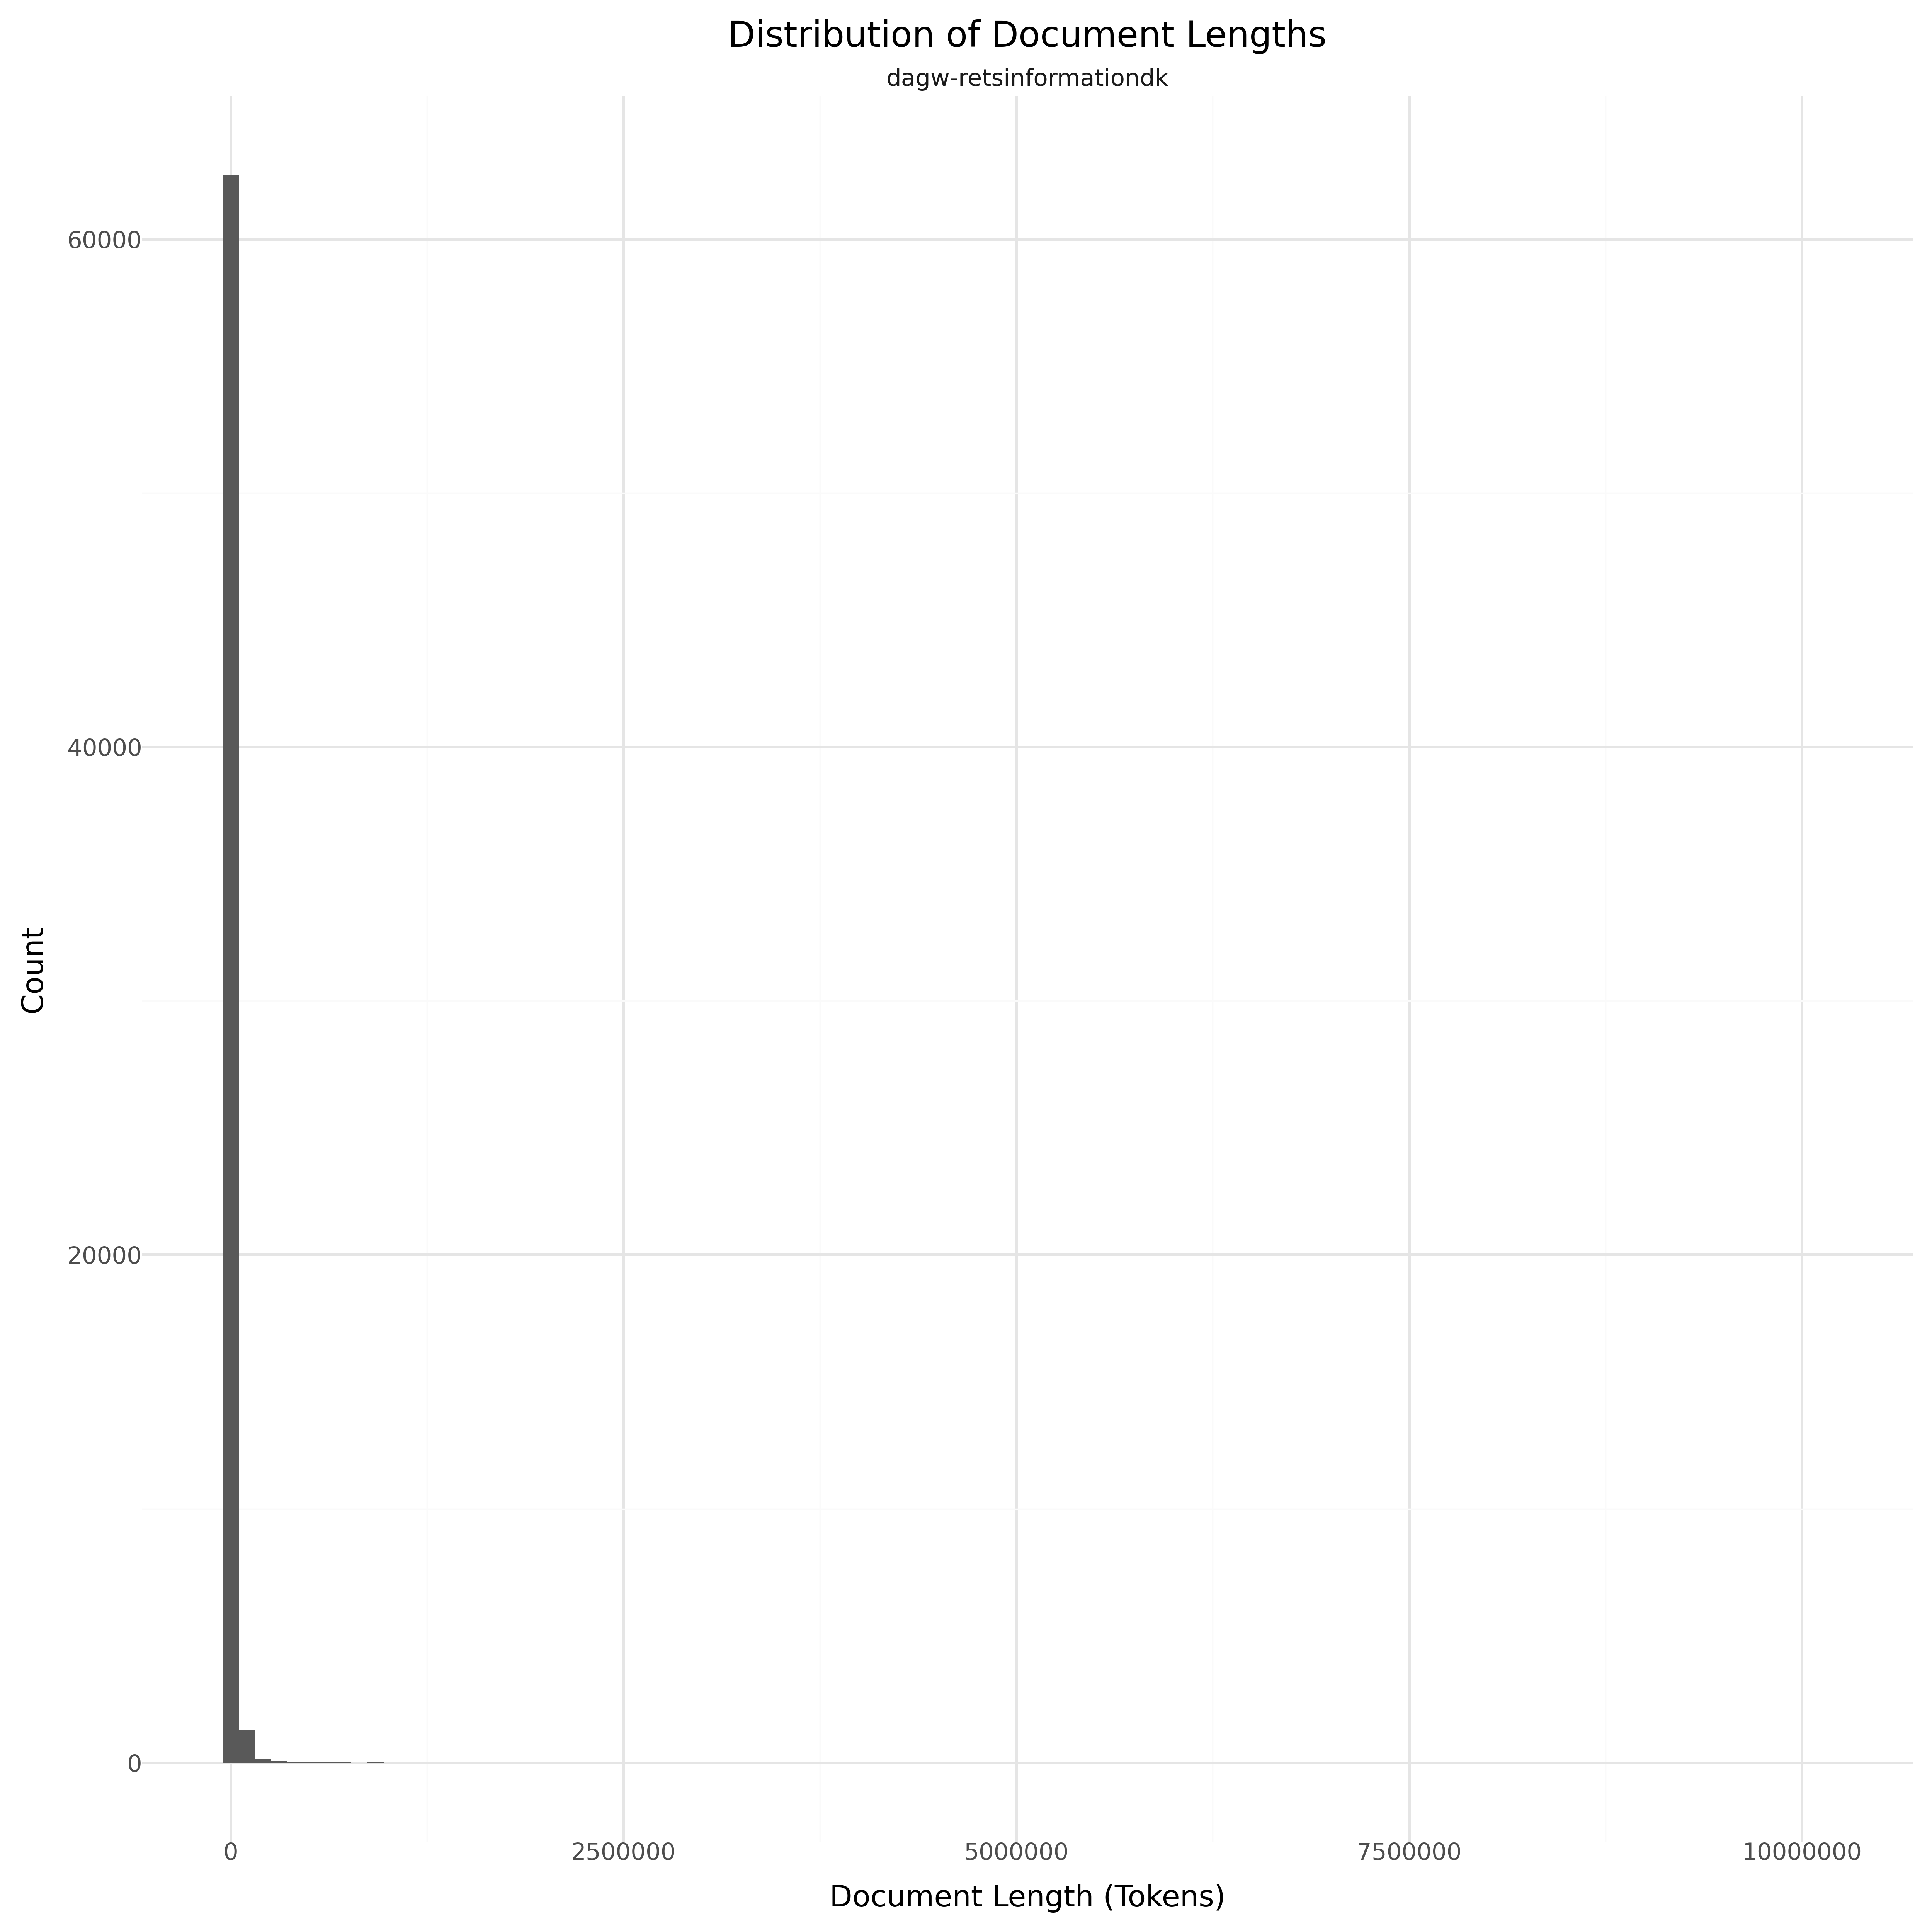 Distribution of Document Lengths
dagw-retsinformationdk
60000
40000
Count
20000
0
0 2500000 5000000 7500000 10000000
Document Length (Tokens)